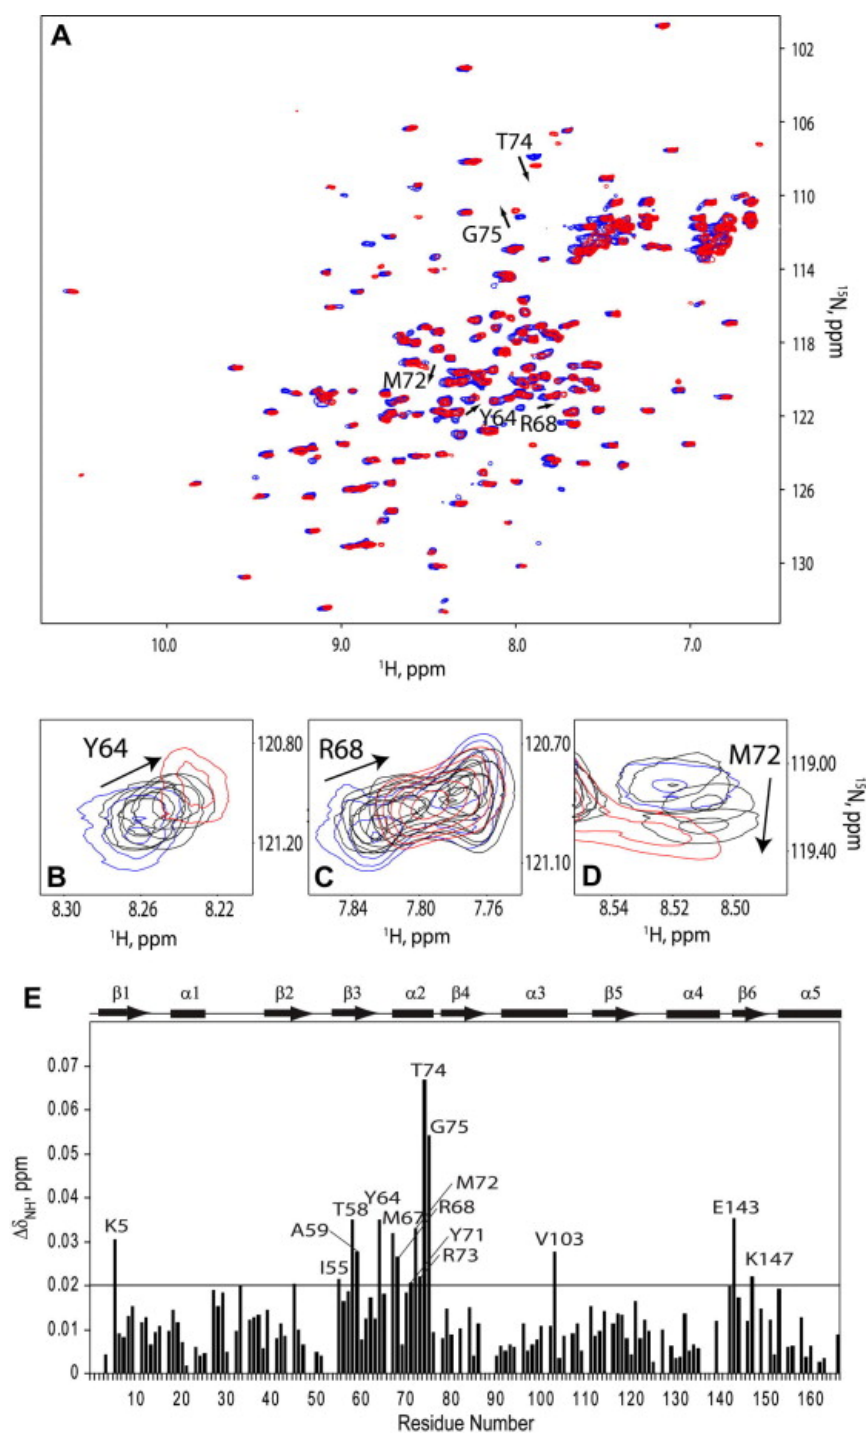 A
T74
G75
M72
Y64
R68
102
106
110
114
118
122
126
130
¹⁵N, ppm
10.0 9.0 8.0 7.0
¹H, ppm
Y64
R68
M72
120.80
121.20
120.70
121.10
119.00
119.40
¹⁵N, ppm
B
C
D
8.30 8.26 8.22
7.84 7.80 7.76
8.54 8.52 8.50
¹H, ppm
¹H, ppm
¹H, ppm
E
β1 α1 β2 β3 α2 β4 α3 β5 α4 β6 α5
T74
G75
M72
R68
Y71
R73
Y64
M67
T58
A59
I55
K5
V103
E143
K147
0.07
0.06
0.05
0.04
0.03
0.02
0.01
0
ΔδNH, ppm
10 20 30 40 50 60 70 80 90 100 110 120 130 140 150 160
Residue Number